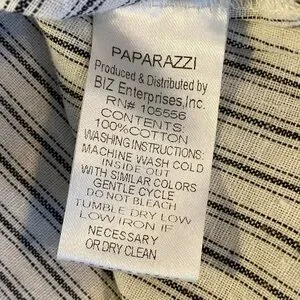 PAPARAZZI
Produced & Distributed by
BIZ Enterprises,Inc.
RN# 105556
CONTENTS:
100%COTTON
WASHING INSTRUCTIONS:
MACHINE WASH COLD
INSIDE OUT
WITH SIMILAR COLORS
GENTLE CYCLE
DO NOT BLEACH
TUMBLE DRY LOW
LOW IRON IF
NECESSARY
OR DRY CLEAN